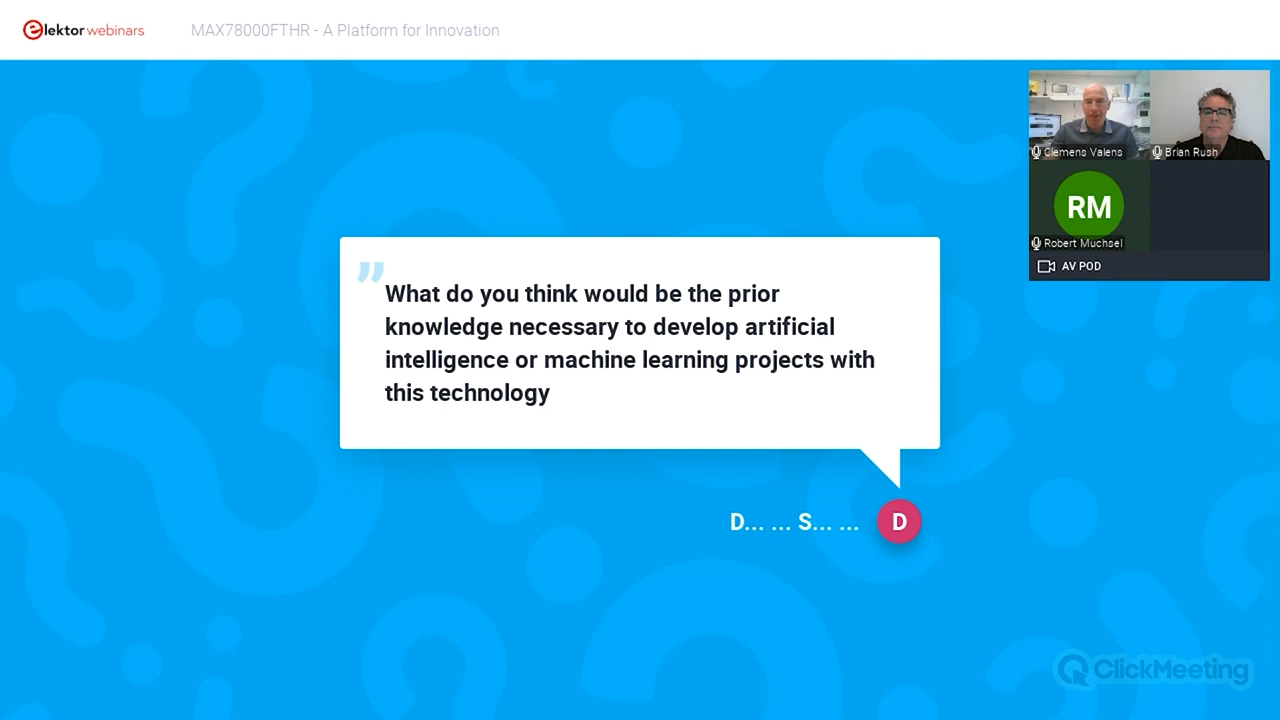 elektor webinars
MAX78000FTHR - A Platform for Innovation
Clemens Valens
Brian Rush
RM
Robert Muchsel
AV POD
"
What do you think would be the prior
knowledge necessary to develop artificial
intelligence or machine learning projects with
this technology
D... ... S... ...
D
ClickMeeting